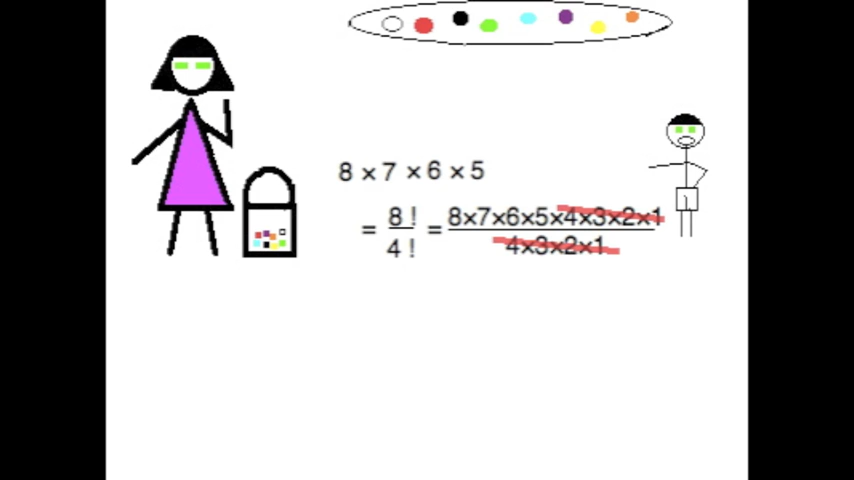 8 × 7 × 6 × 5
= 8! / 4! = 8×7×6×5×4×3×2×1 / 4×3×2×1